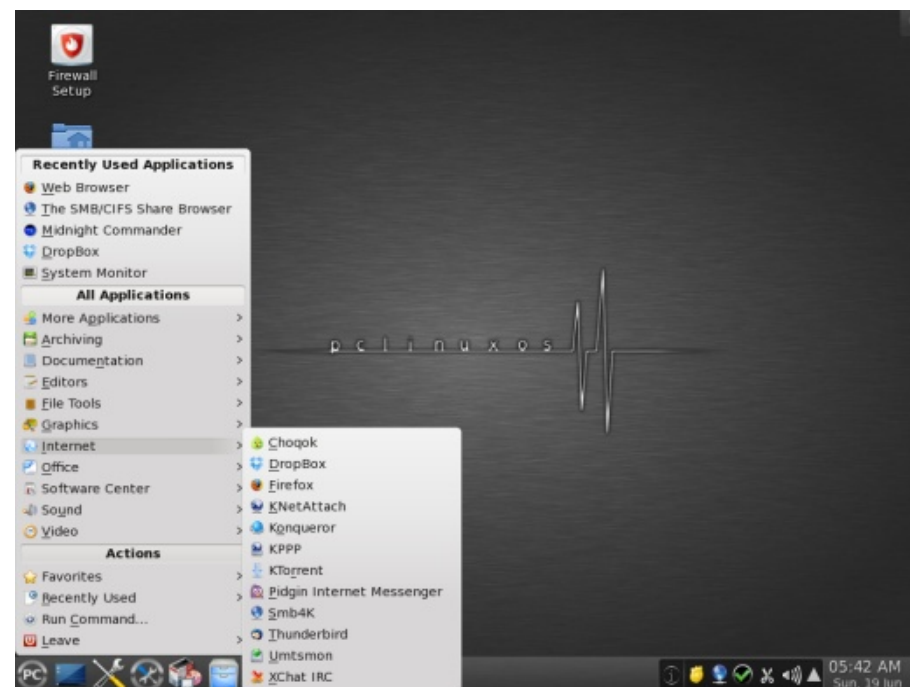 Firewall
Setup
Recently Used Applications
Web Browser
The SMB/CIFS Share Browser
Midnight Commander
DropBox
System Monitor
All Applications
More Applications
Archiving
Documentation
Editors
File Tools
Graphics
Internet
Office
Software Center
Sound
Video
Actions
Favorites
Recently Used
Run Command...
Leave
Choqok
DropBox
Firefox
KNetAttach
Konqueror
KPPP
KTorrent
Pidgin Internet Messenger
Smb4K
Thunderbird
Umtsmon
XChat IRC
pclinuxos
PC
05:42 AM
Sun 19 Jun